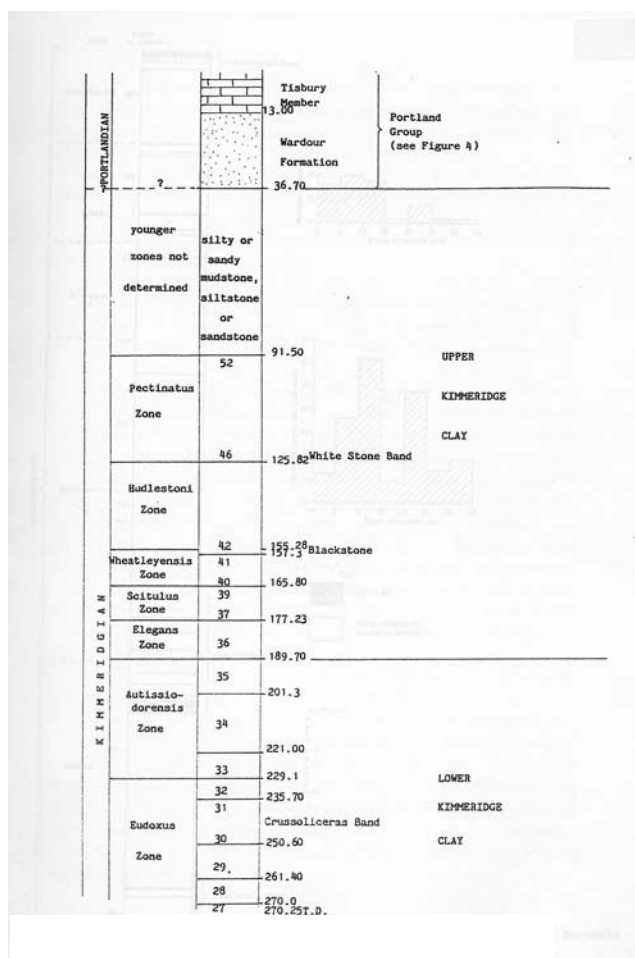 Tisbury
Member
13.00
Portland
Group
(see Figure 4)
Wardour
Formation
?PORTLANDIAN
?
36.70
younger
zones not
determined
silty or
sandy
mudstone,
siltstone
or
sandstone
91.50
52
UPPER
KIMMERIDGE
CLAY
Pectinatus
Zone
46
125.82 White Stone Band
Hudlestoni
Zone
42
155.28
157.3 Blackstone
Wheatleyensis
Zone
41
40
165.80
Scitulus
Zone
39
37
177.23
Elegans
Zone
36
189.70
KIMMERIDGIAN
35
201.3
Autissio-
dorensis
Zone
34
221.00
33
229.1
LOWER
KIMMERIDGE
CLAY
32
235.70
31
Crussoliceras Band
Eudoxus
Zone
30
250.60
29.
261.40
28
270.0
27
270.25T.D.